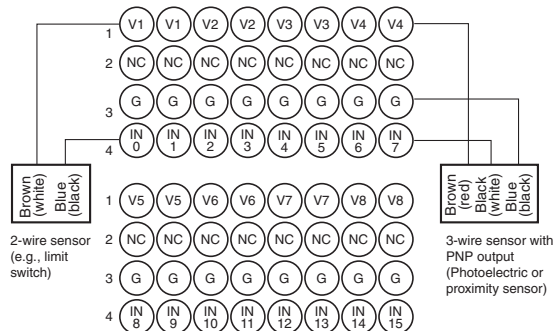 1 V1 V1 V2 V2 V3 V3 V4 V4
2 NC NC NC NC NC NC NC NC
3 G G G G G G G G
4 IN 0 IN 1 IN 2 IN 3 IN 4 IN 5 IN 6 IN 7
Brown
(white)
Blue
(black)
2-wire sensor
(e.g., limit
switch)
Brown
(red)
Black
(white)
Blue
(black)
3-wire sensor with
PNP output
(Photoelectric or
proximity sensor)
1 V5 V5 V6 V6 V7 V7 V8 V8
2 NC NC NC NC NC NC NC NC
3 G G G G G G G G
4 IN 8 IN 9 IN 10 IN 11 IN 12 IN 13 IN 14 IN 15